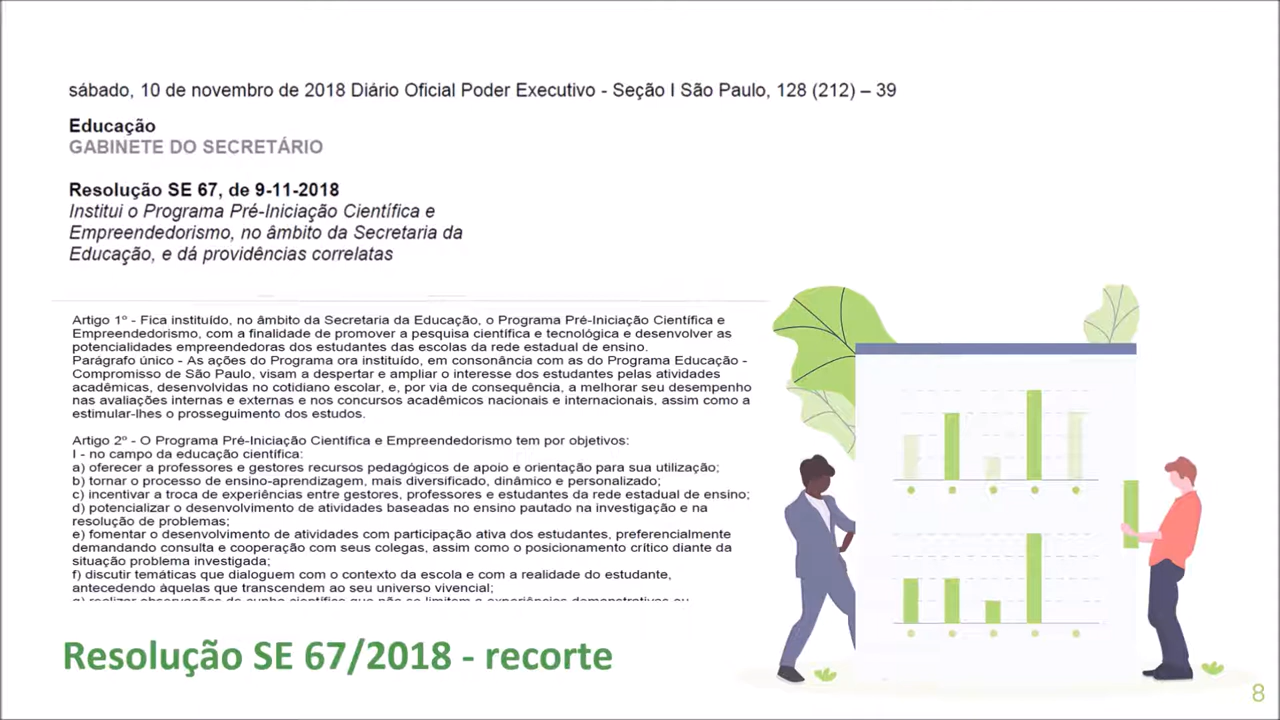 sábado, 10 de novembro de 2018 Diário Oficial Poder Executivo - Seção I São Paulo, 128 (212) – 39
Educação
GABINETE DO SECRETÁRIO
Resolução SE 67, de 9-11-2018
Institui o Programa Pré-Iniciação Científica e
Empreendedorismo, no âmbito da Secretaria da
Educação, e dá providências correlatas
Artigo 1º - Fica instituído, no âmbito da Secretaria da Educação, o Programa Pré-Iniciação Científica e
Empreendedorismo, com a finalidade de promover a pesquisa científica e tecnológica e desenvolver as
potencialidades empreendedoras dos estudantes das escolas da rede estadual de ensino.
Parágrafo único - As ações do Programa ora instituído, em consonância com as do Programa Educação -
Compromisso de São Paulo, visam a despertar e ampliar o interesse dos estudantes pelas atividades
acadêmicas, desenvolvidas no cotidiano escolar, e, por via de consequência, a melhorar seu desempenho
nas avaliações internas e externas e nos concursos acadêmicos nacionais e internacionais, assim como a
estimular-lhes o prosseguimento dos estudos.
Artigo 2º - O Programa Pré-Iniciação Científica e Empreendedorismo tem por objetivos:
I - no campo da educação científica:
a) oferecer a professores e gestores recursos pedagógicos de apoio e orientação para sua utilização;
b) tornar o processo de ensino-aprendizagem, mais diversificado, dinâmico e personalizado;
c) incentivar a troca de experiências entre gestores, professores e estudantes da rede estadual de ensino;
d) potencializar o desenvolvimento de atividades baseadas no ensino pautado na investigação e na
resolução de problemas;
e) fomentar o desenvolvimento de atividades com participação ativa dos estudantes, preferencialmente
demandando consulta e cooperação com seus colegas, assim como o posicionamento crítico diante da
situação problema investigada;
f) discutir temáticas que dialoguem com o contexto da escola e com a realidade do estudante,
antecedendo àquelas que transcendem ao seu universo vivencial;
g) realizar observações de cunho científico que não se limitem a experiências demonstrativas ou
Resolução SE 67/2018 - recorte
8